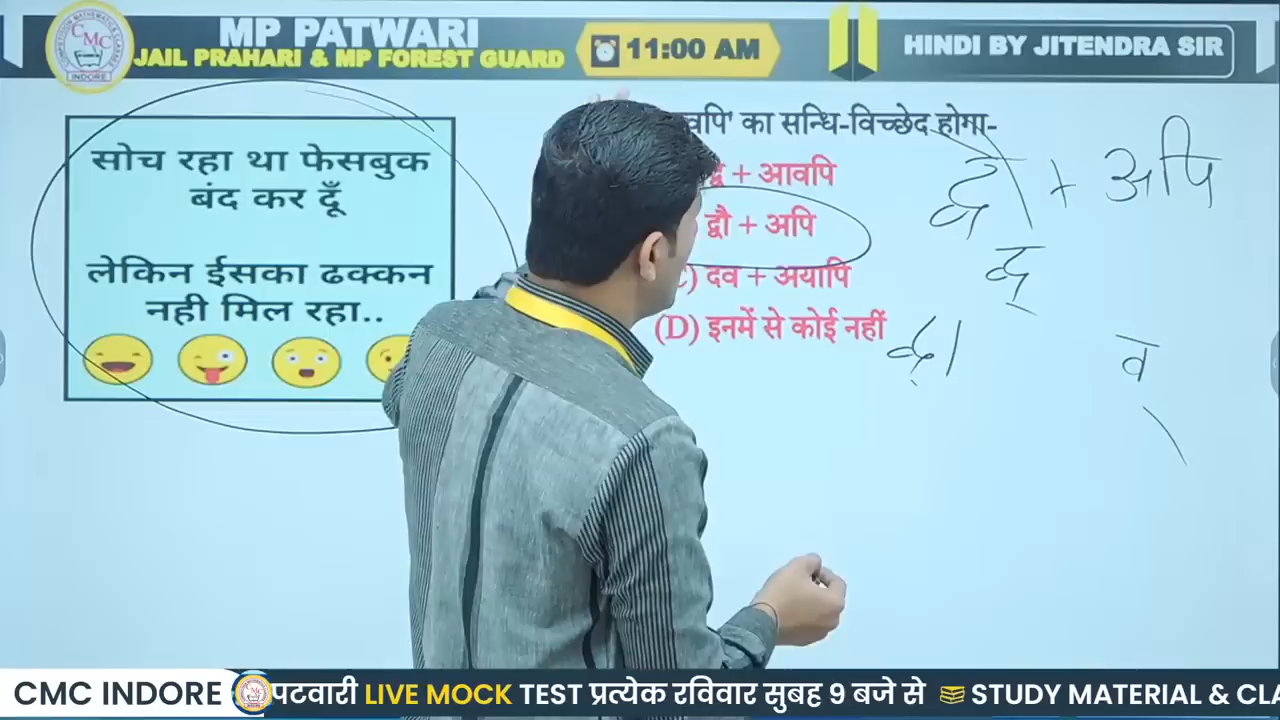 MP PATWARI
JAIL PRAHARI & MP FOREST GUARD
CMC
INDORE
11:00 AM
HINDI BY JITENDRA SIR
सोच रहा था फेसबुक
बंद कर दूँ
लेकिन ईसका ढक्कन
नही मिल रहा..
का सन्धि-विच्छेद होगा-
+ आवपि
द्वौ + अपि
दव + अयापि
(D) इनमें से कोई नहीं
द्वौ + अपि
द्व
व
CMC INDORE
पटवारी LIVE MOCK TEST प्रत्येक रविवार सुबह 9 बजे से
STUDY MATERIAL &